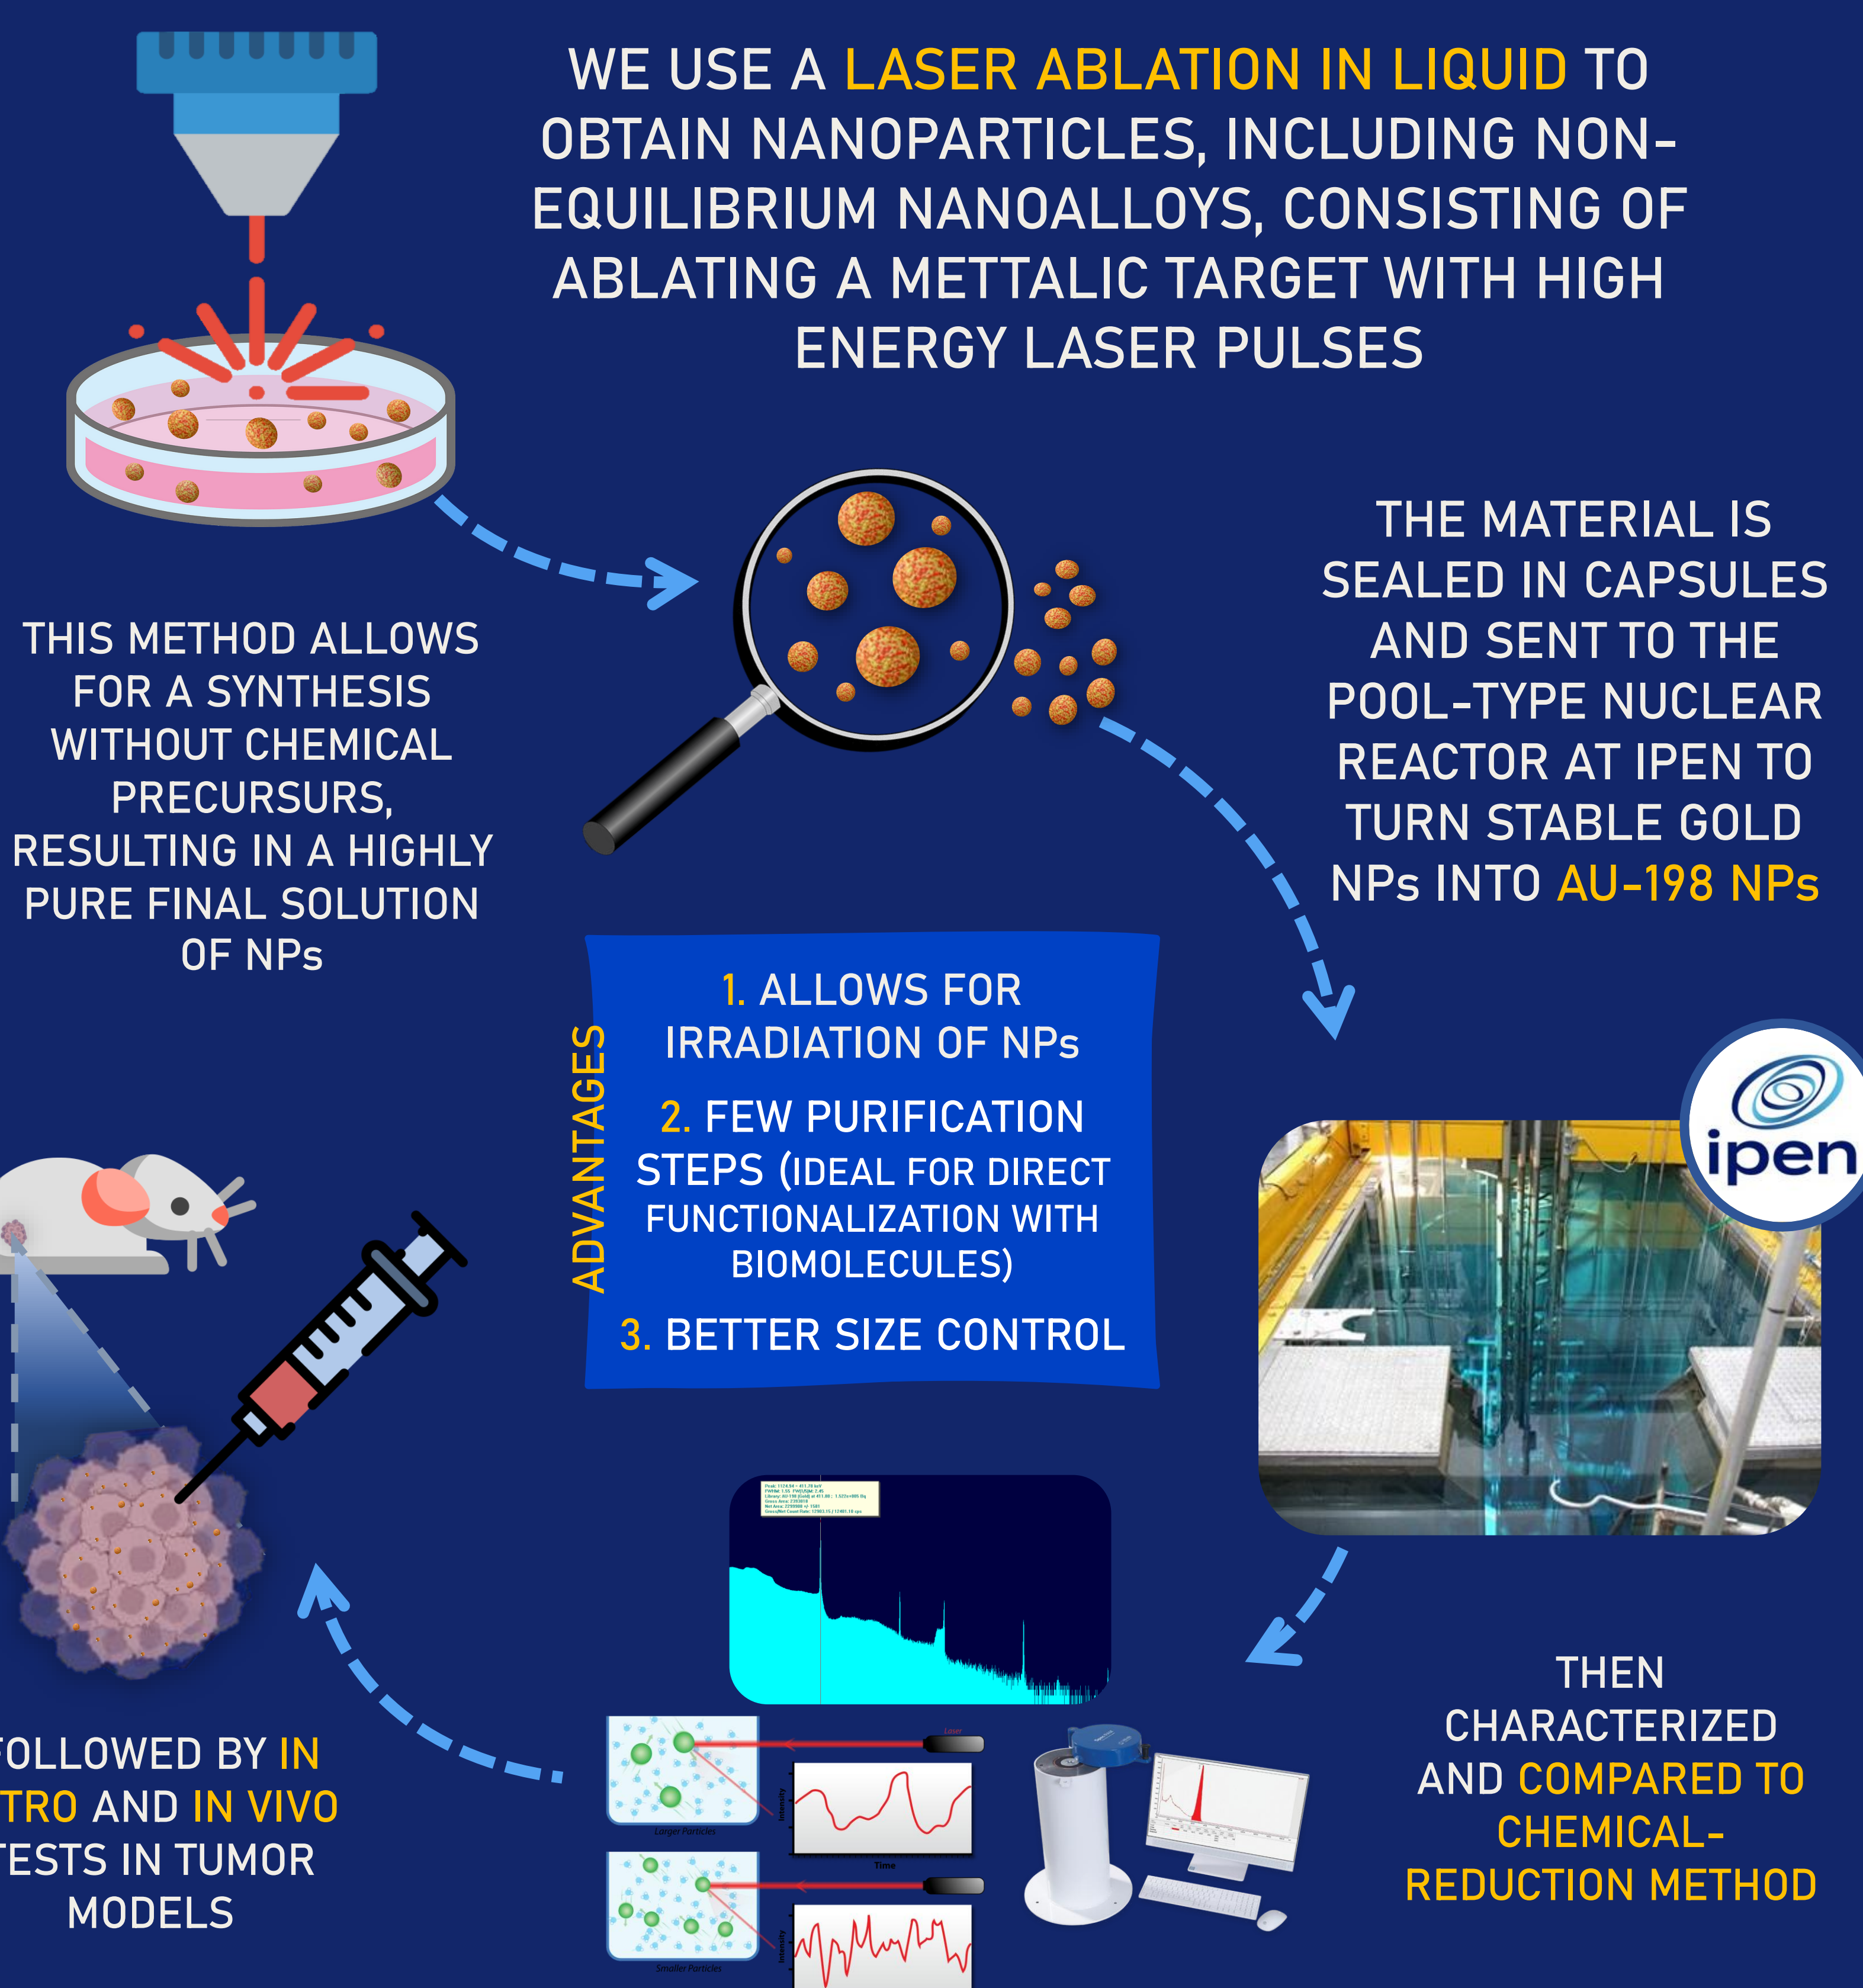 WE USE A LASER ABLATION IN LIQUID TO
OBTAIN NANOPARTICLES, INCLUDING NON-
EQUILIBRIUM NANOALLOYS, CONSISTING OF
ABLATING A METTALIC TARGET WITH HIGH
ENERGY LASER PULSES
THIS METHOD ALLOWS
FOR A SYNTHESIS
WITHOUT CHEMICAL
PRECURSURS,
RESULTING IN A HIGHLY
PURE FINAL SOLUTION
OF NPs
THE MATERIAL IS
SEALED IN CAPSULES
AND SENT TO THE
POOL-TYPE NUCLEAR
REACTOR AT IPEN TO
TURN STABLE GOLD
NPs INTO AU-198 NPs
ADVANTAGES
1. ALLOWS FOR
IRRADIATION OF NPs
2. FEW PURIFICATION
STEPS (IDEAL FOR DIRECT
FUNCTIONALIZATION WITH
BIOMOLECULES)
3. BETTER SIZE CONTROL
ipen
THEN
CHARACTERIZED
AND COMPARED TO
CHEMICAL-
REDUCTION METHOD
Laser
Intensity
Larger Particles
Time
Intensity
Smaller Particles
FOLLOWED BY IN
TRO AND IN VIVO
TESTS IN TUMOR
MODELS